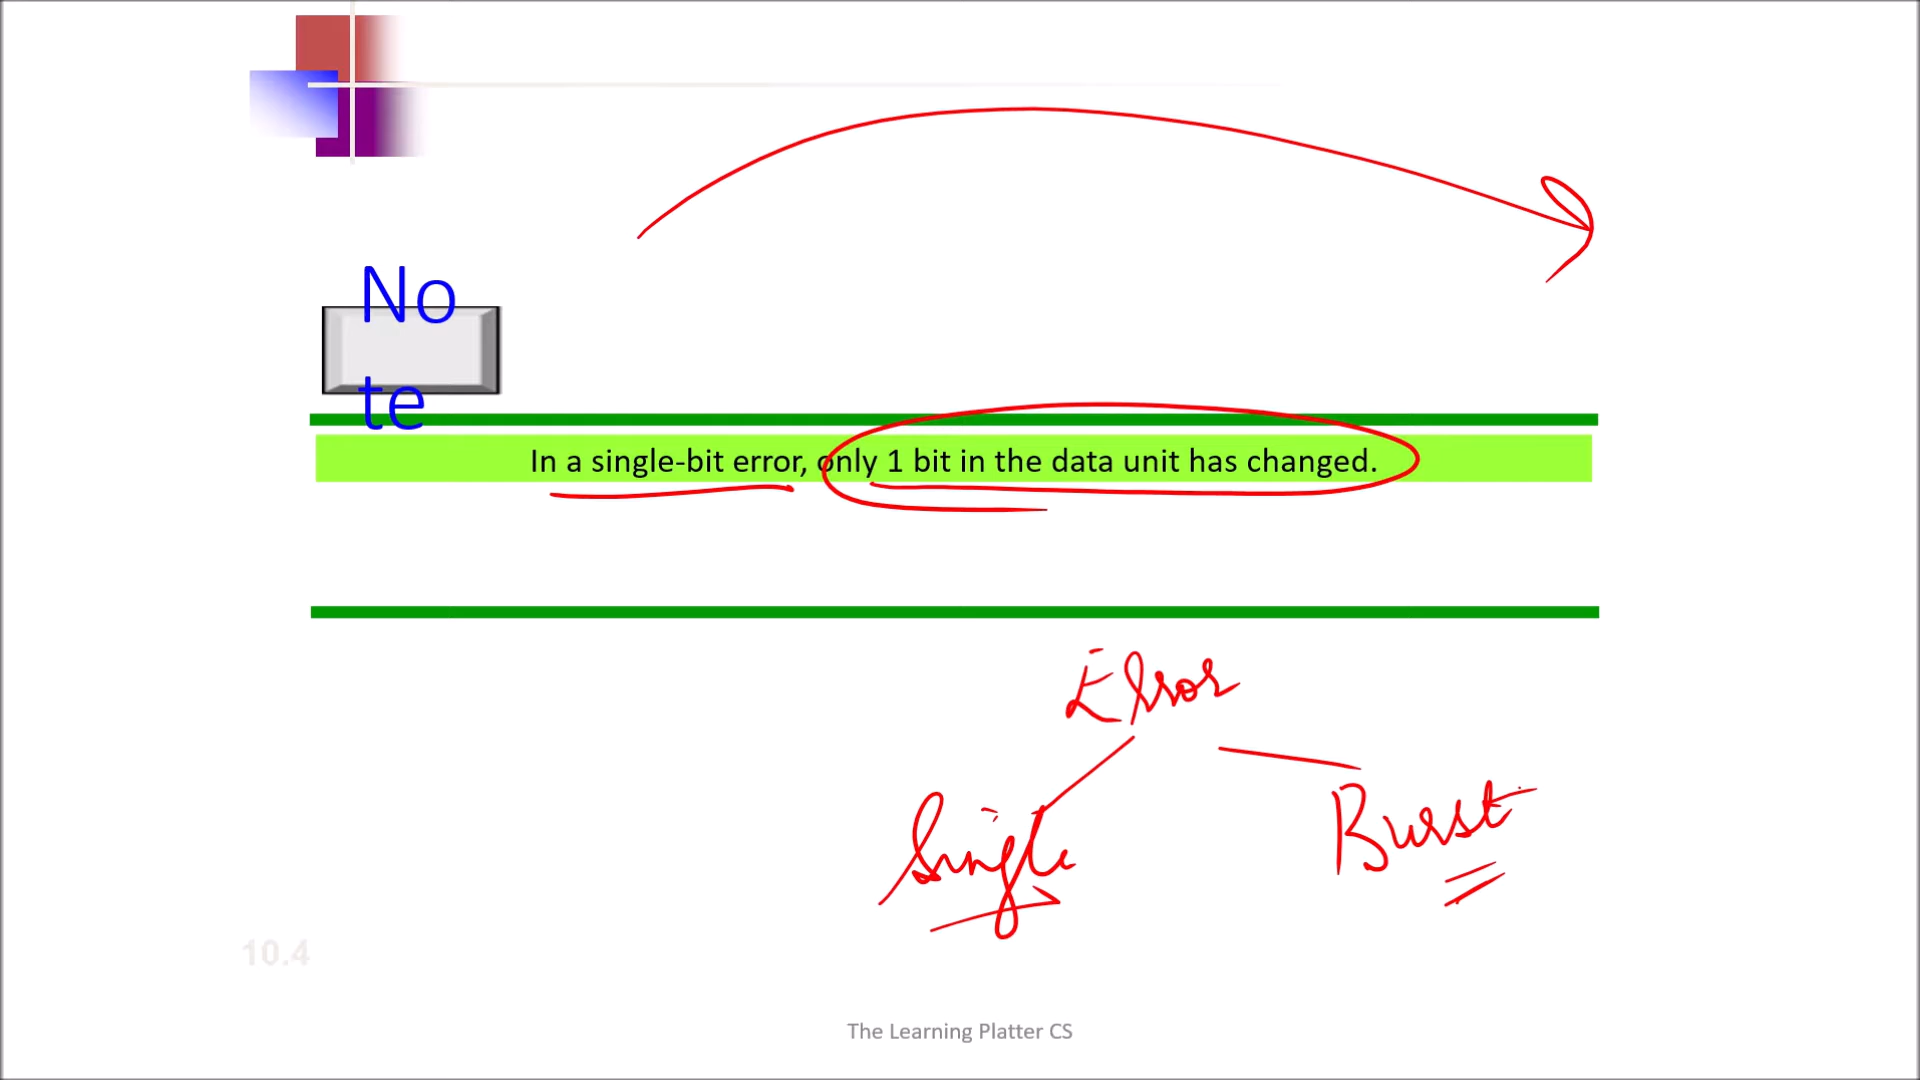 No
te
In a single-bit error, only 1 bit in the data unit has changed.
Error
Single
Burst
10.4
The Learning Platter CS